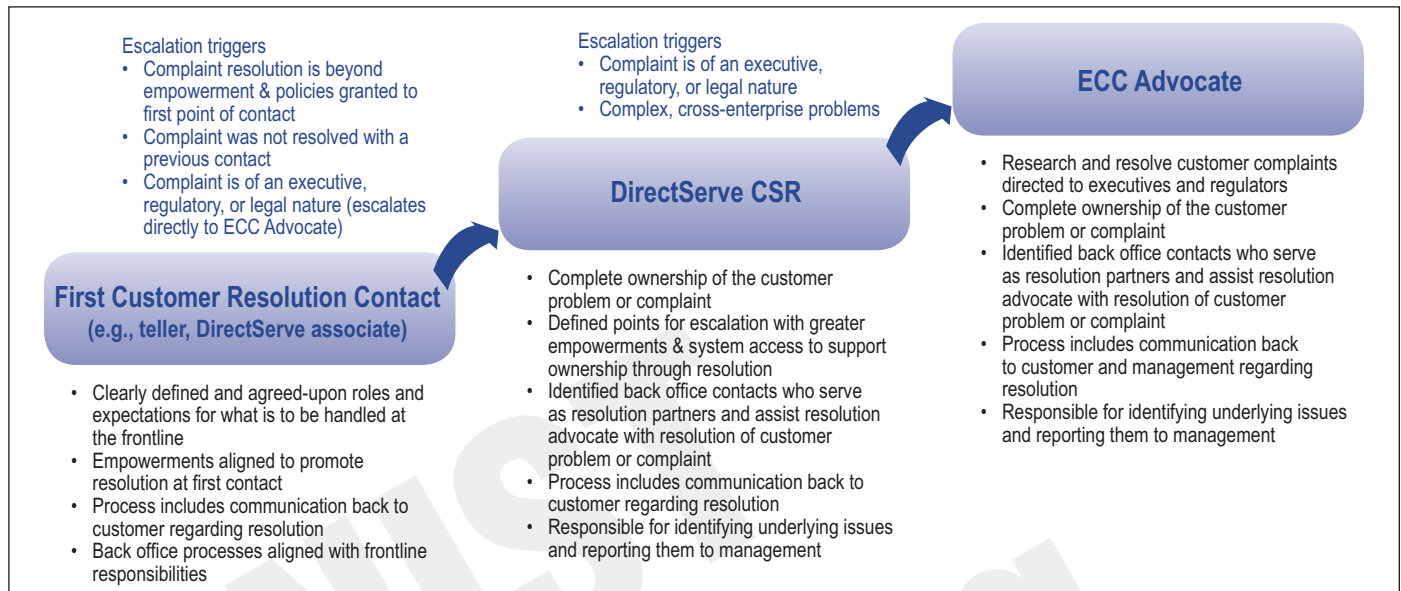 Escalation triggers
• Complaint resolution is beyond
empowerment & policies granted to
first point of contact
• Complaint was not resolved with a
previous contact
• Complaint is of an executive,
regulatory, or legal nature (escalates
directly to ECC Advocate)
First Customer Resolution Contact
(e.g., teller, DirectServe associate)
• Clearly defined and agreed-upon roles and
expectations for what is to be handled at
the frontline
• Empowerments aligned to promote
resolution at first contact
• Process includes communication back to
customer regarding resolution
• Back office processes aligned with frontline
responsibilities
Escalation triggers
• Complaint is of an executive,
regulatory, or legal nature
• Complex, cross-enterprise problems
DirectServe CSR
• Complete ownership of the customer
problem or complaint
• Defined points for escalation with greater
empowerments & system access to support
ownership through resolution
• Identified back office contacts who serve
as resolution partners and assist resolution
advocate with resolution of customer
problem or complaint
• Process includes communication back to
customer regarding resolution
• Responsible for identifying underlying issues
and reporting them to management
ECC Advocate
• Research and resolve customer complaints
directed to executives and regulators
• Complete ownership of the customer
problem or complaint
• Identified back office contacts who serve
as resolution partners and assist resolution
advocate with resolution of customer
problem or complaint
• Process includes communication back
to customer and management regarding
resolution
• Responsible for identifying underlying issues
and reporting them to management
NIST